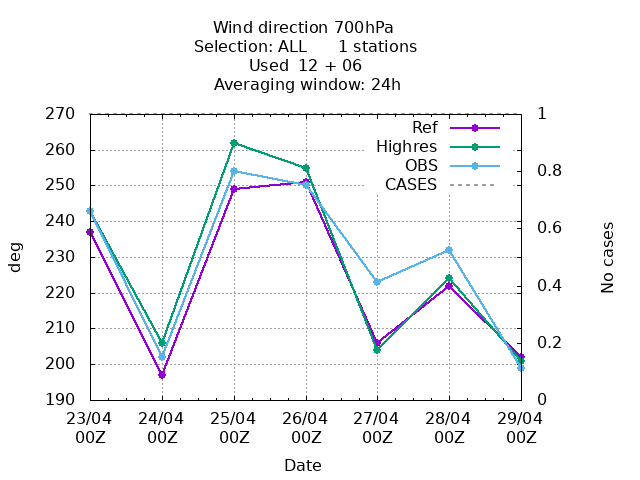 Wind direction 700hPa
Selection: ALL      1 stations
Used  12 + 06
Averaging window: 24h
270
260
250
240
230
220
210
200
190
deg
1
0.8
0.6
0.4
0.2
0
No cases
Ref
Highres
OBS
CASES
23/04 24/04 25/04 26/04 27/04 28/04 29/04
00Z 00Z 00Z 00Z 00Z 00Z 00Z
Date